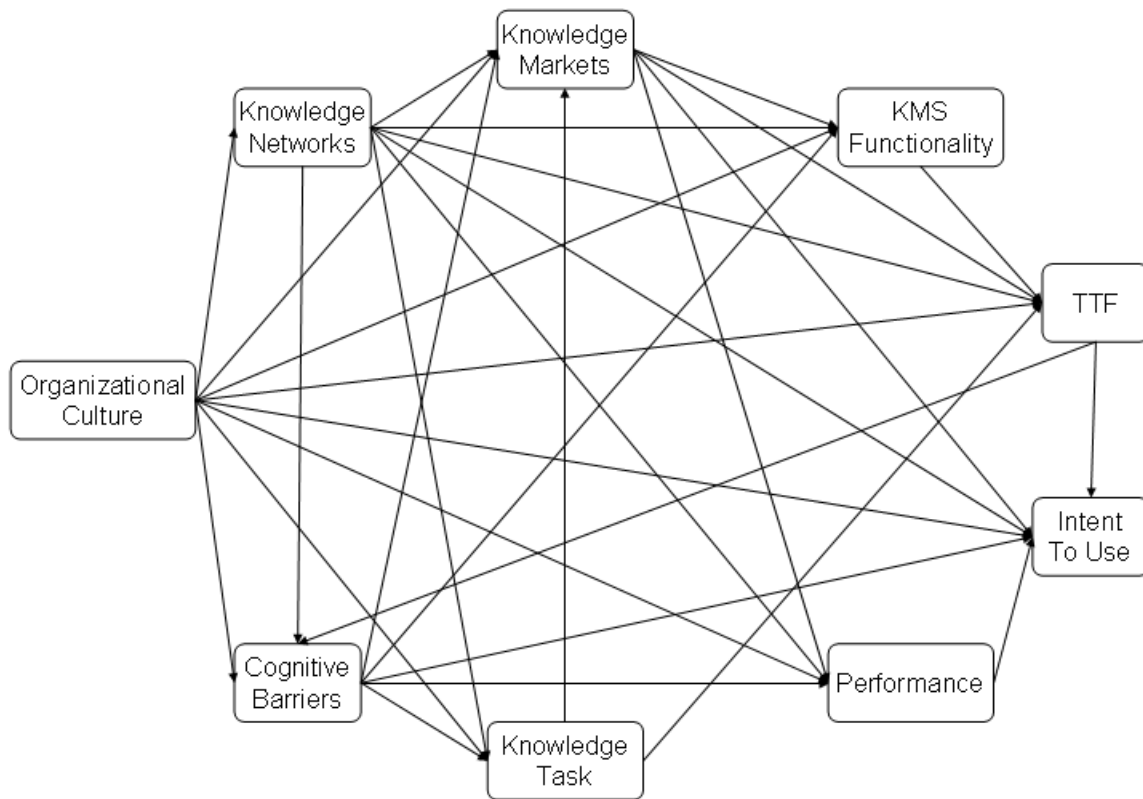 Knowledge
Markets
Knowledge
Networks
KMS
Functionality
TTF
Organizational
Culture
Intent
To Use
Cognitive
Barriers
Performance
Knowledge
Task